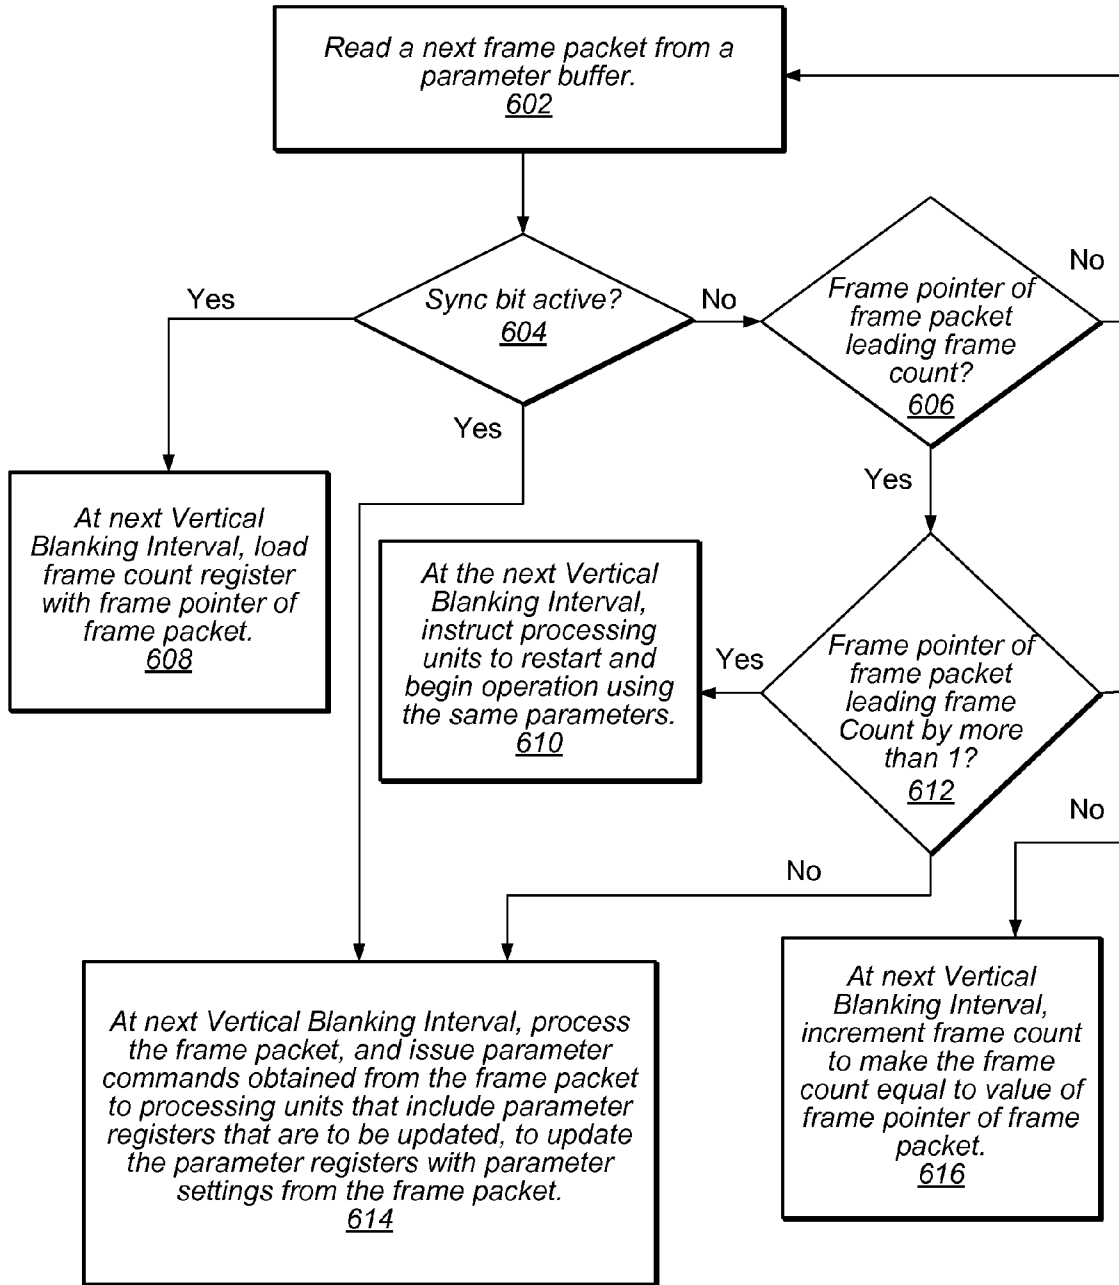 Read a next frame packet from a
parameter buffer.
602
Yes
Sync bit active?
604
No
Yes
Frame pointer of
frame packet
leading frame
count?
606
No
Yes
At next Vertical
Blanking Interval, load
frame count register
with frame pointer of
frame packet.
608
At the next Vertical
Blanking Interval,
instruct processing
units to restart and
begin operation using
the same parameters.
610
Yes
Frame pointer of
frame packet
leading frame
Count by more
than 1?
612
No
No
At next Vertical Blanking Interval, process
the frame packet, and issue parameter
commands obtained from the frame packet
to processing units that include parameter
registers that are to be updated, to update
the parameter registers with parameter
settings from the frame packet.
614
At next Vertical
Blanking Interval,
increment frame count
to make the frame
count equal to value of
frame pointer of frame
packet.
616